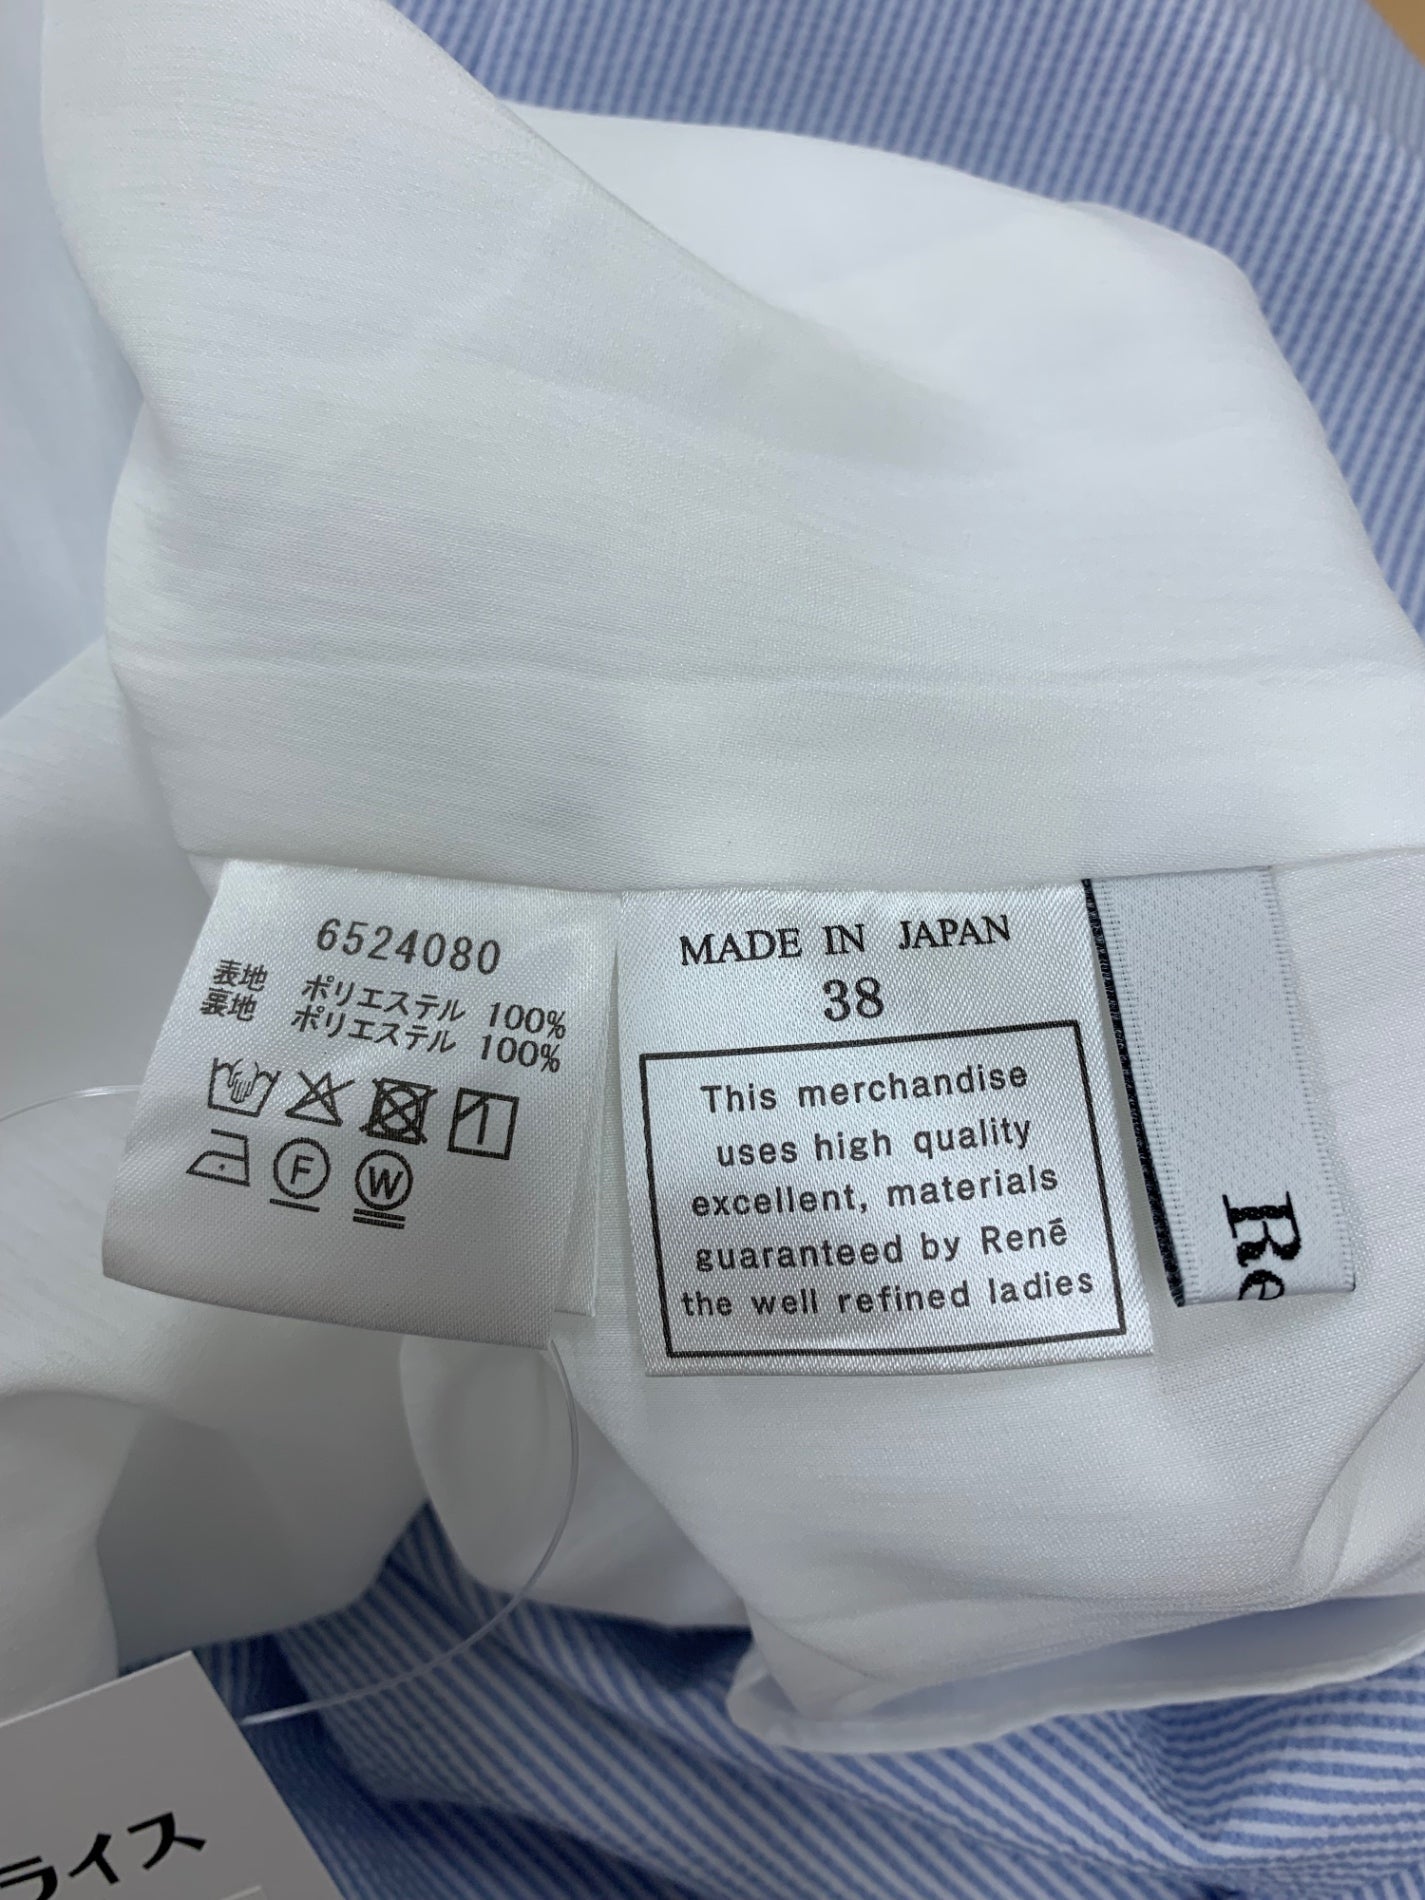 6524080
表地 ポリエステル 100%
裏地 ポリエステル 100%
F W
MADE IN JAPAN
38
This merchandise
uses high quality
excellent, materials
guaranteed by Renē
the well refined ladies
Re
ライス